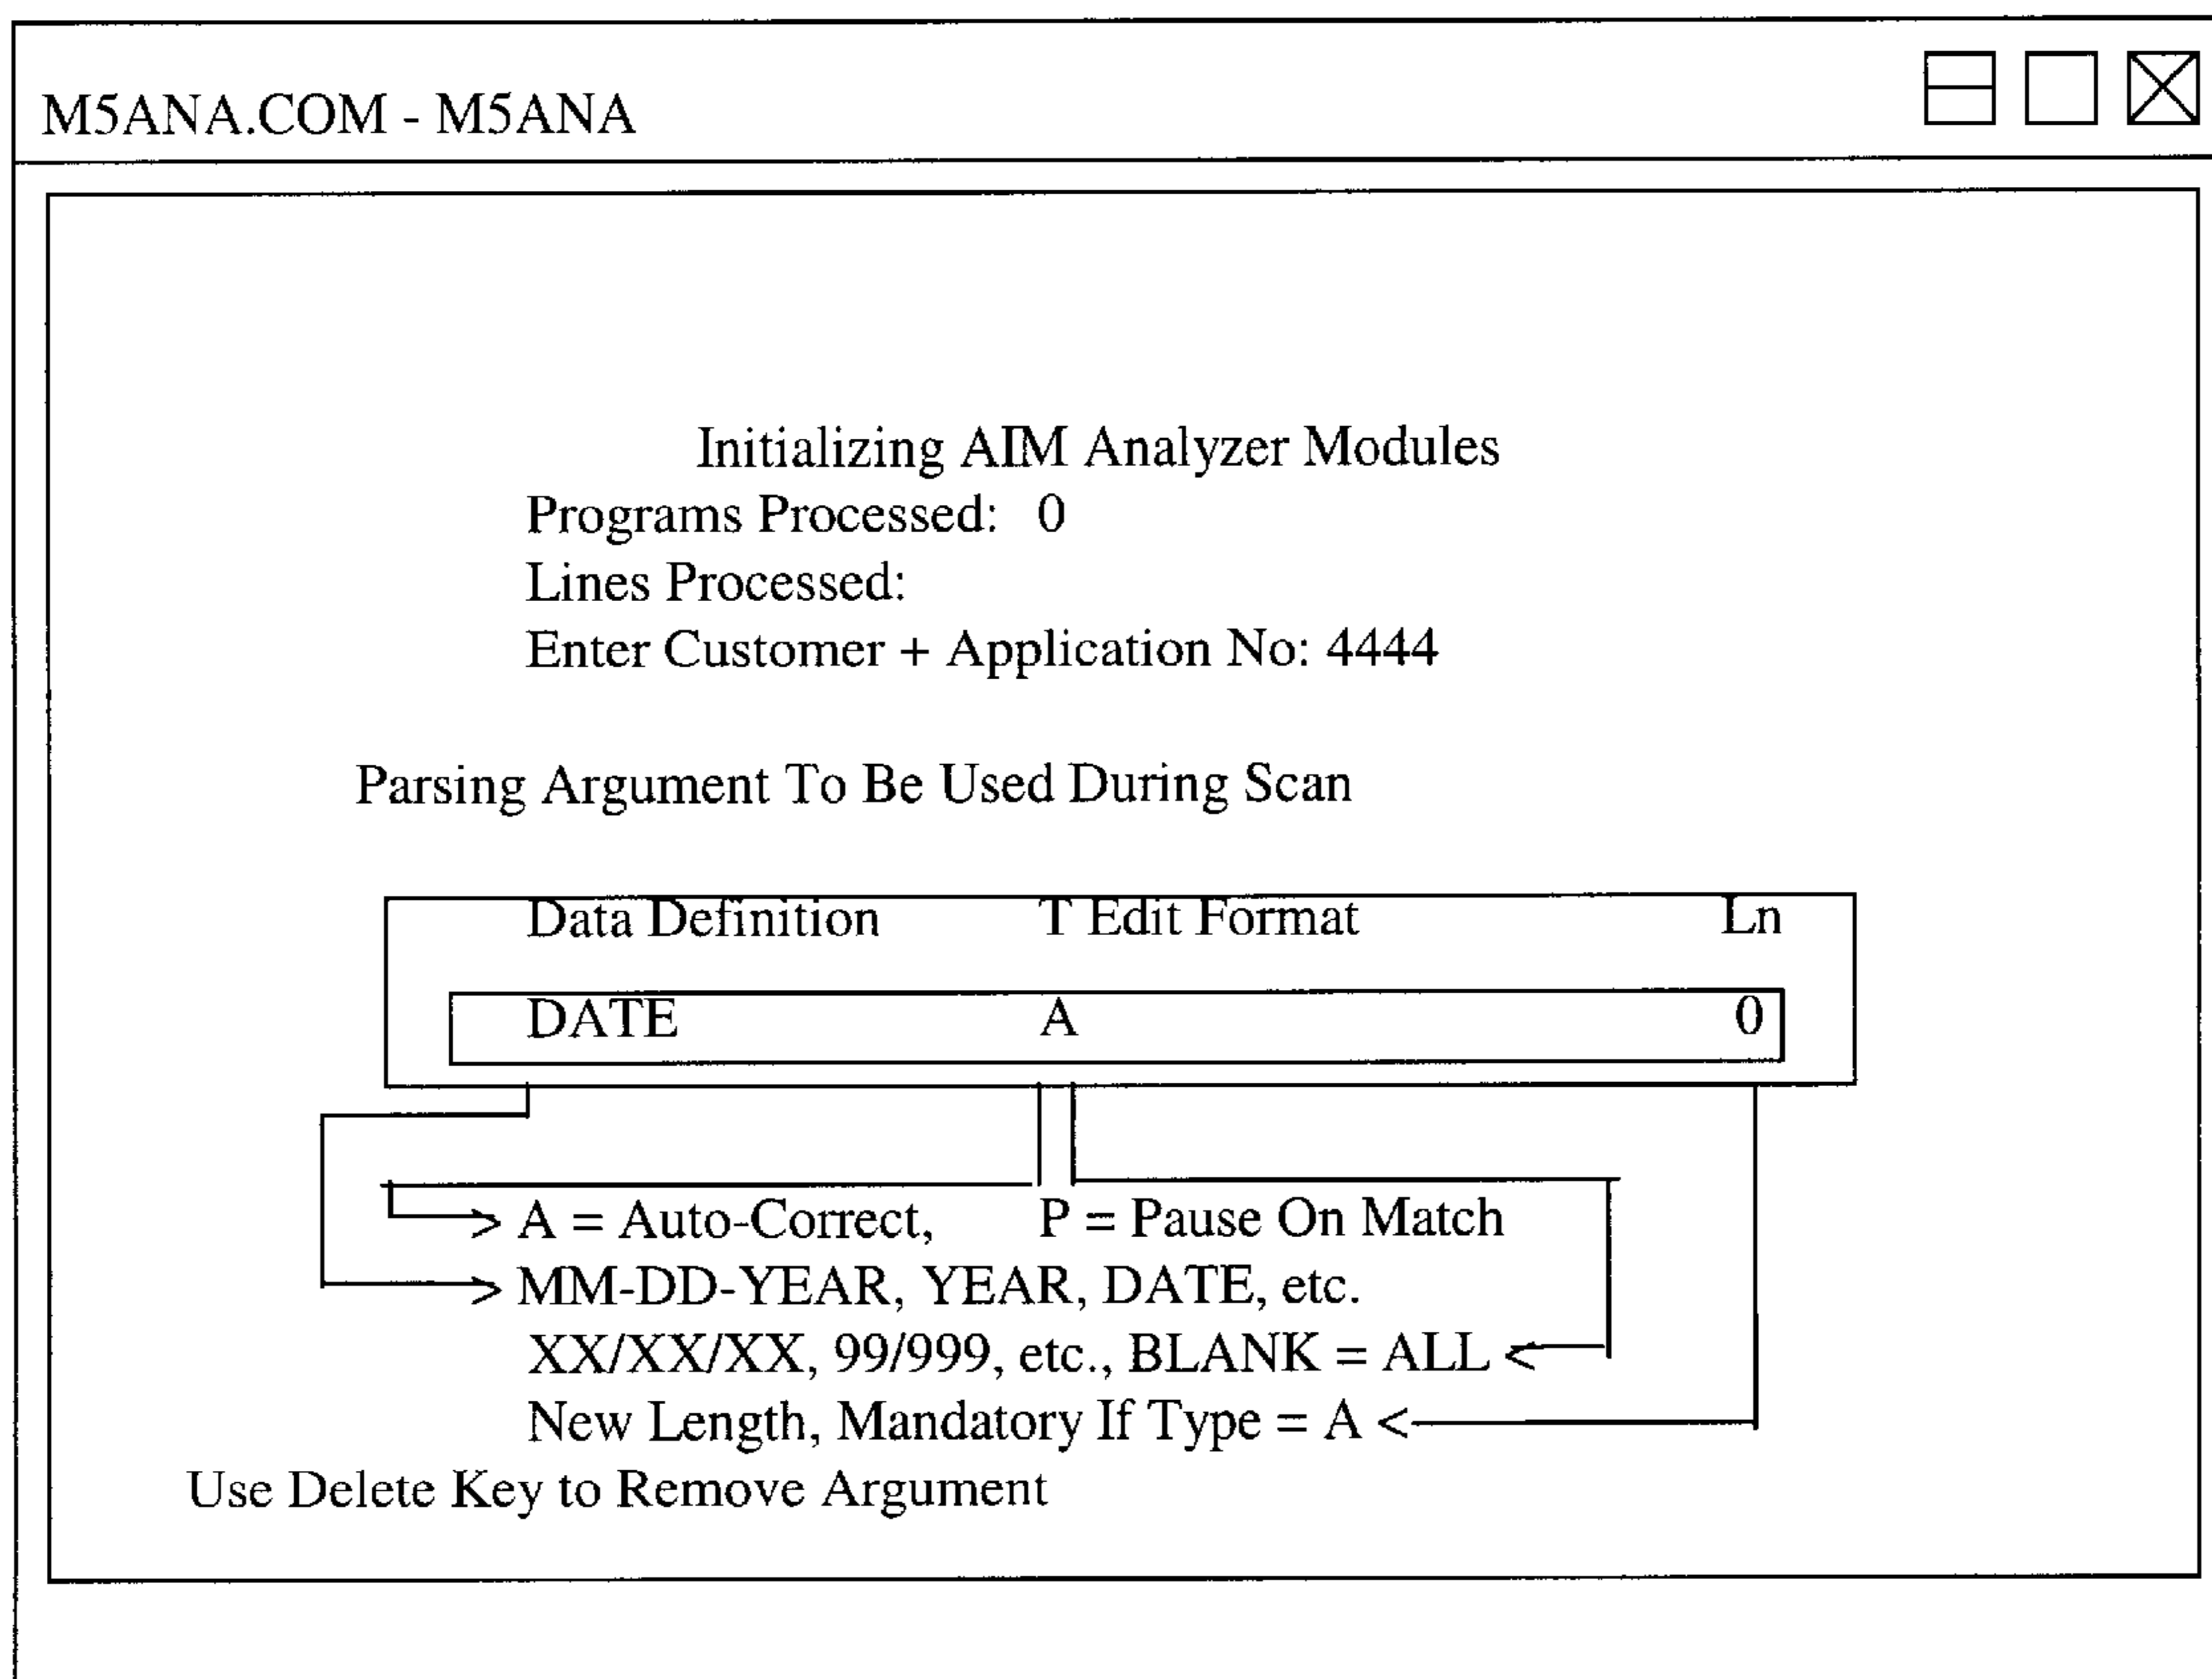 M5ANA.COM - M5ANA
Initializing AIM Analyzer Modules
Programs Processed: 0
Lines Processed:
Enter Customer + Application No: 4444
Parsing Argument To Be Used During Scan
Data Definition T Edit Format Ln
DATE A 0
A = Auto-Correct, P = Pause On Match
MM-DD-YEAR, YEAR, DATE, etc.
XX/XX/XX, 99/999, etc., BLANK = ALL
New Length, Mandatory If Type = A
Use Delete Key to Remove Argument